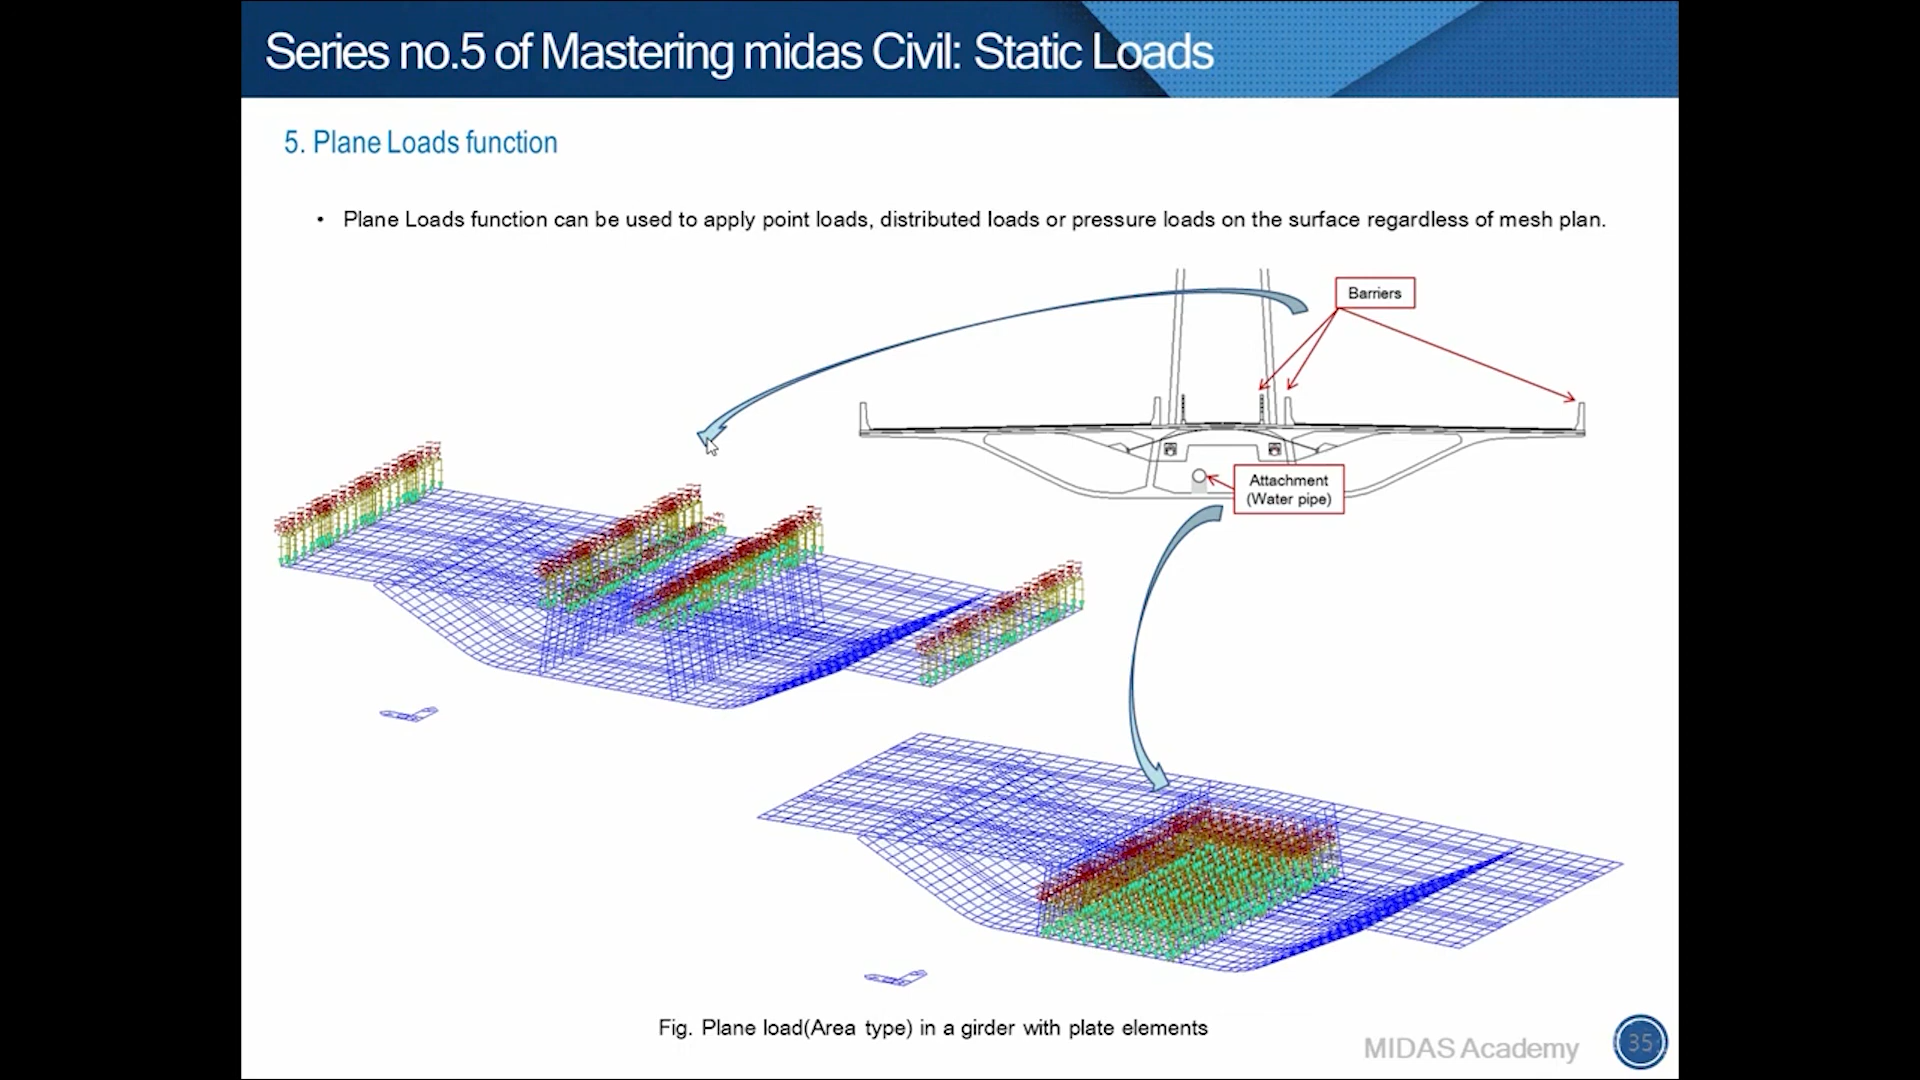 Series no.5 of Mastering midas Civil: Static Loads
5. Plane Loads function
• Plane Loads function can be used to apply point loads, distributed loads or pressure loads on the surface regardless of mesh plan.
Barriers
Attachment
(Water pipe)
Fig. Plane load(Area type) in a girder with plate elements
MIDAS Academy
35